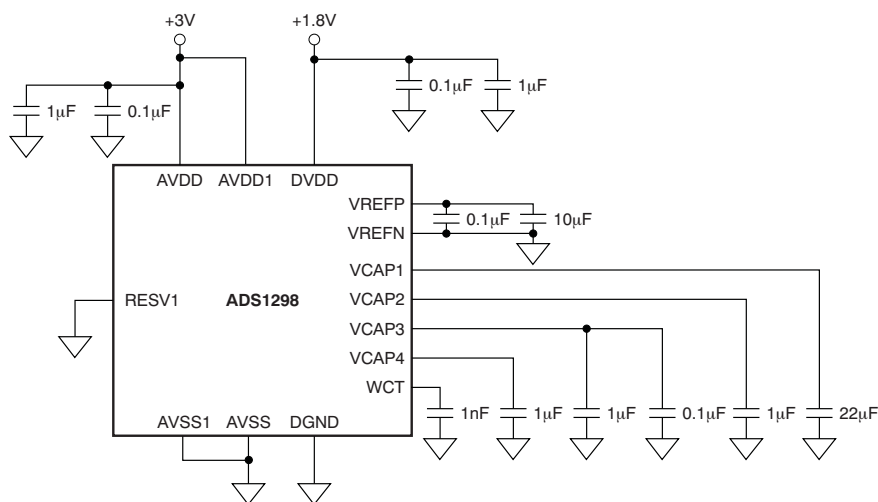 +3V
+1.8V
0.1μF
1μF
1μF
0.1μF
AVDD
AVDD1
DVDD
VREFP
0.1μF
10μF
VREFN
VCAP1
RESV1
ADS1298
VCAP2
VCAP3
VCAP4
WCT
1nF
1μF
1μF
0.1μF
1μF
22μF
AVSS1
AVSS
DGND